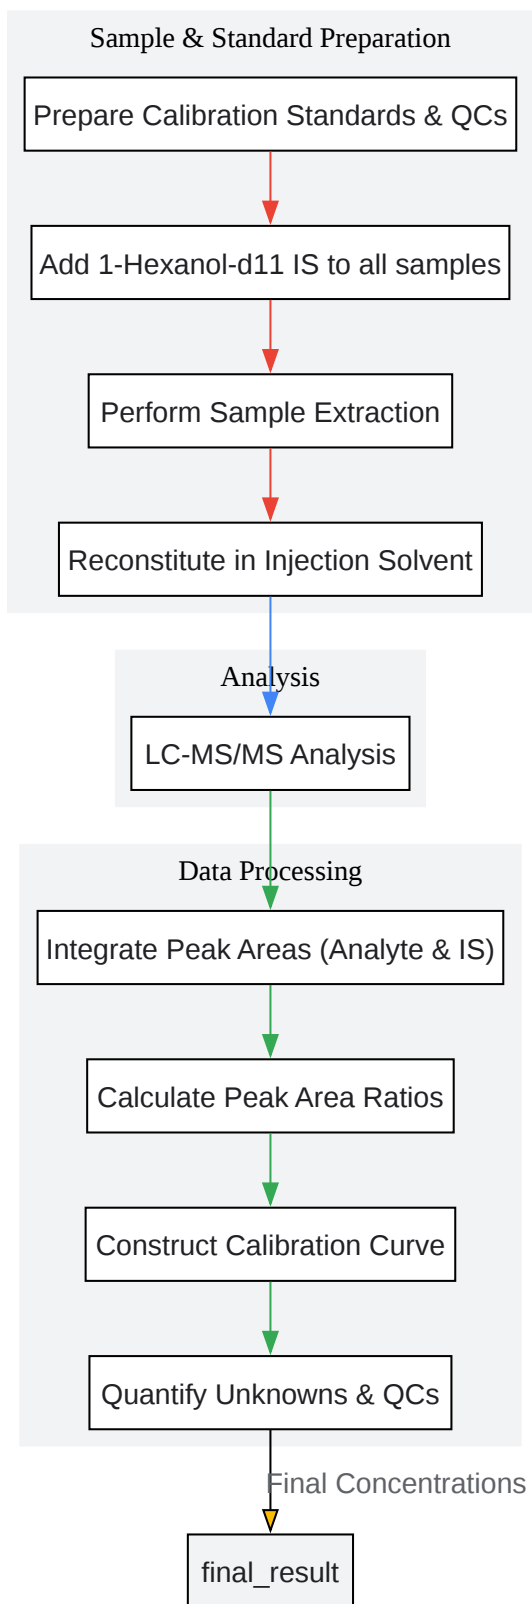 Sample & Standard Preparation
Prepare Calibration Standards & QCs
Add 1-Hexanol-d11 IS to all samples
Perform Sample Extraction
Reconstitute in Injection Solvent
Analysis
LC-MS/MS Analysis
Data Processing
Integrate Peak Areas (Analyte & IS)
Calculate Peak Area Ratios
Construct Calibration Curve
Quantify Unknowns & QCs
Final Concentrations
final_result